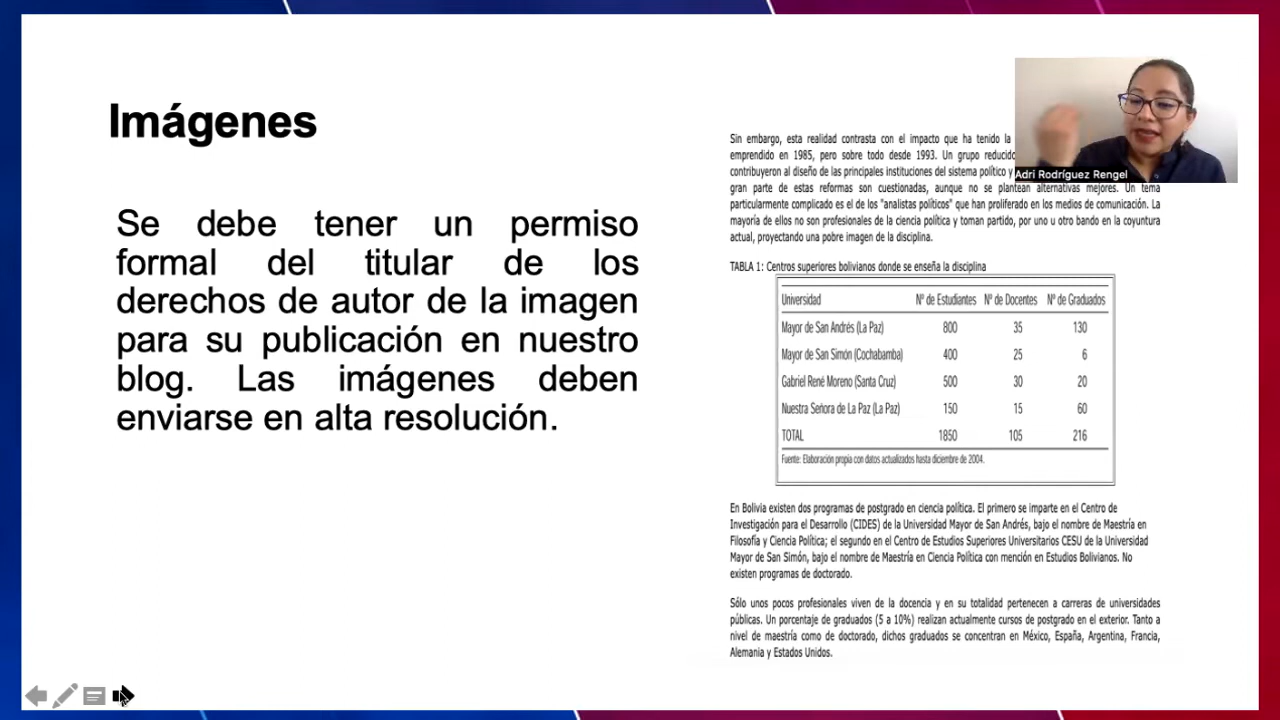 Imágenes
Se debe tener un permiso
formal del titular de los
derechos de autor de la imagen
para su publicación en nuestro
blog. Las imágenes deben
enviarse en alta resolución.
Adri Rodríguez Rengel
Sin embargo, esta realidad contrasta con el impacto que ha tenido la
emprendido en 1985, pero sobre todo desde 1993. Un grupo reducido
contribuyeron al diseño de las principales instituciones del sistema político y
gran parte de estas reformas son cuestionadas, aunque no se plantean alternativas mejores. Un tema
particularmente complicado es el de los "analistas políticos" que han proliferado en los medios de comunicación. La
mayoría de ellos no son profesionales de la ciencia política y toman partido, por uno u otro bando en la coyuntura
actual, proyectando una pobre imagen de la disciplina.
TABLA 1: Centros superiores bolivianos donde se enseña la disciplina
Universidad Nº de Estudiantes Nº de Docentes Nº de Graduados
Mayor de San Andrés (La Paz) 800 35 130
Mayor de San Simón (Cochabamba) 400 25 6
Gabriel René Moreno (Santa Cruz) 500 30 20
Nuestra Señora de La Paz (La Paz) 150 15 60
TOTAL 1850 105 216
Fuente: Elaboración propia con datos actualizados hasta diciembre de 2004.
En Bolivia existen dos programas de postgrado en ciencia política. El primero se imparte en el Centro de
Investigación para el Desarrollo (CIDES) de la Universidad Mayor de San Andrés, bajo el nombre de Maestría en
Filosofía y Ciencia Política; el segundo en el Centro de Estudios Superiores Universitarios CESU de la Universidad
Mayor de San Simón, bajo el nombre de Maestría en Ciencia Política con mención en Estudios Bolivianos. No
existen programas de doctorado.
Sólo unos pocos profesionales viven de la docencia y en su totalidad pertenecen a carreras de universidades
públicas. Un porcentaje de graduados (5 a 10%) realizan actualmente cursos de postgrado en el exterior. Tanto a
nivel de maestría como de doctorado, dichos graduados se concentran en México, España, Argentina, Francia,
Alemania y Estados Unidos.